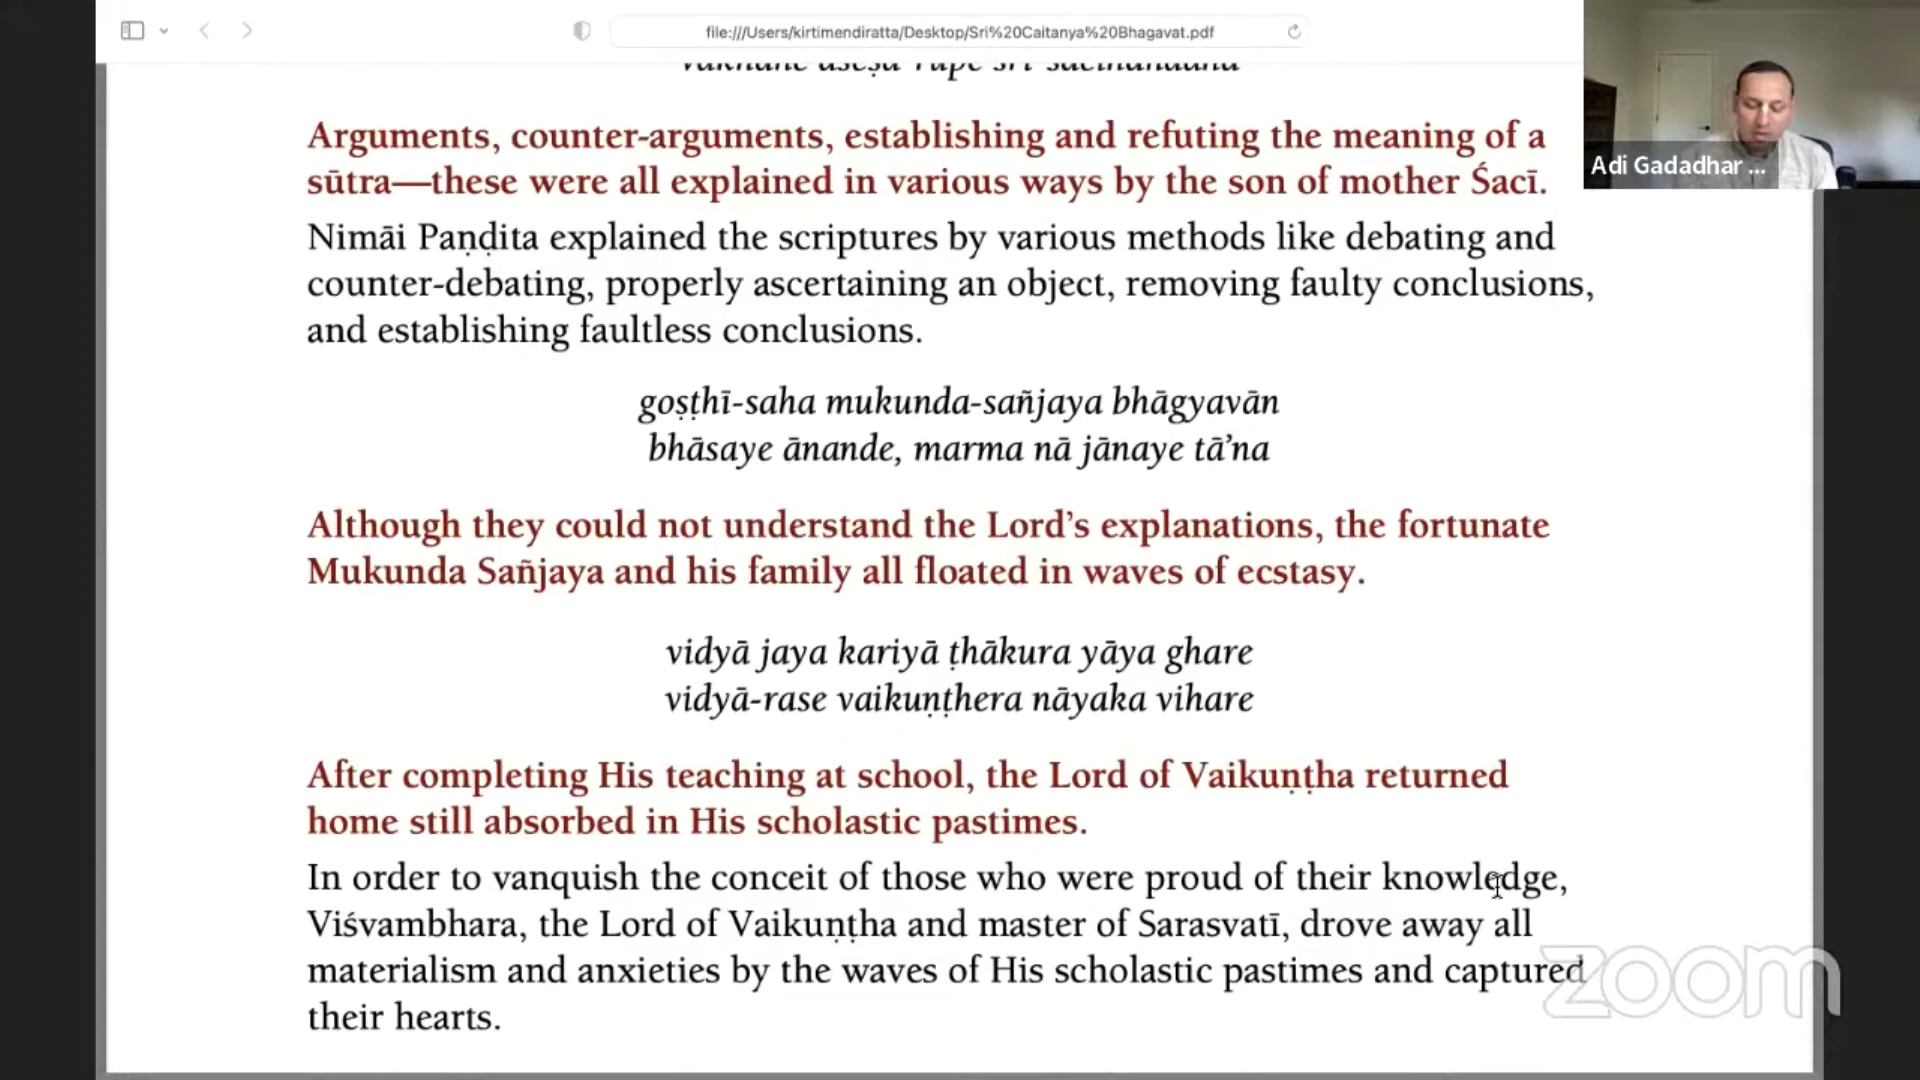 file:///Users/kirtimendiratta/Desktop/Sri%20Caitanya%20Bhagavat.pdf
Adi Gadadhar ...
Arguments, counter-arguments, establishing and refuting the meaning of a
sūtra—these were all explained in various ways by the son of mother Śacī.
Nimāi Paṇḍita explained the scriptures by various methods like debating and
counter-debating, properly ascertaining an object, removing faulty conclusions,
and establishing faultless conclusions.
goṣṭhī-saha mukunda-sañjaya bhāgyavān
bhāsaye ānande, marma nā jānaye tā’na
Although they could not understand the Lord’s explanations, the fortunate
Mukunda Sañjaya and his family all floated in waves of ecstasy.
vidyā jaya kariyā ṭhākura yāya ghare
vidyā-rase vaikuṇṭhera nāyaka vihare
After completing His teaching at school, the Lord of Vaikuṇṭha returned
home still absorbed in His scholastic pastimes.
In order to vanquish the conceit of those who were proud of their knowledge,
Viśvambhara, the Lord of Vaikuṇṭha and master of Sarasvatī, drove away all
materialism and anxieties by the waves of His scholastic pastimes and captured
their hearts.
zoom